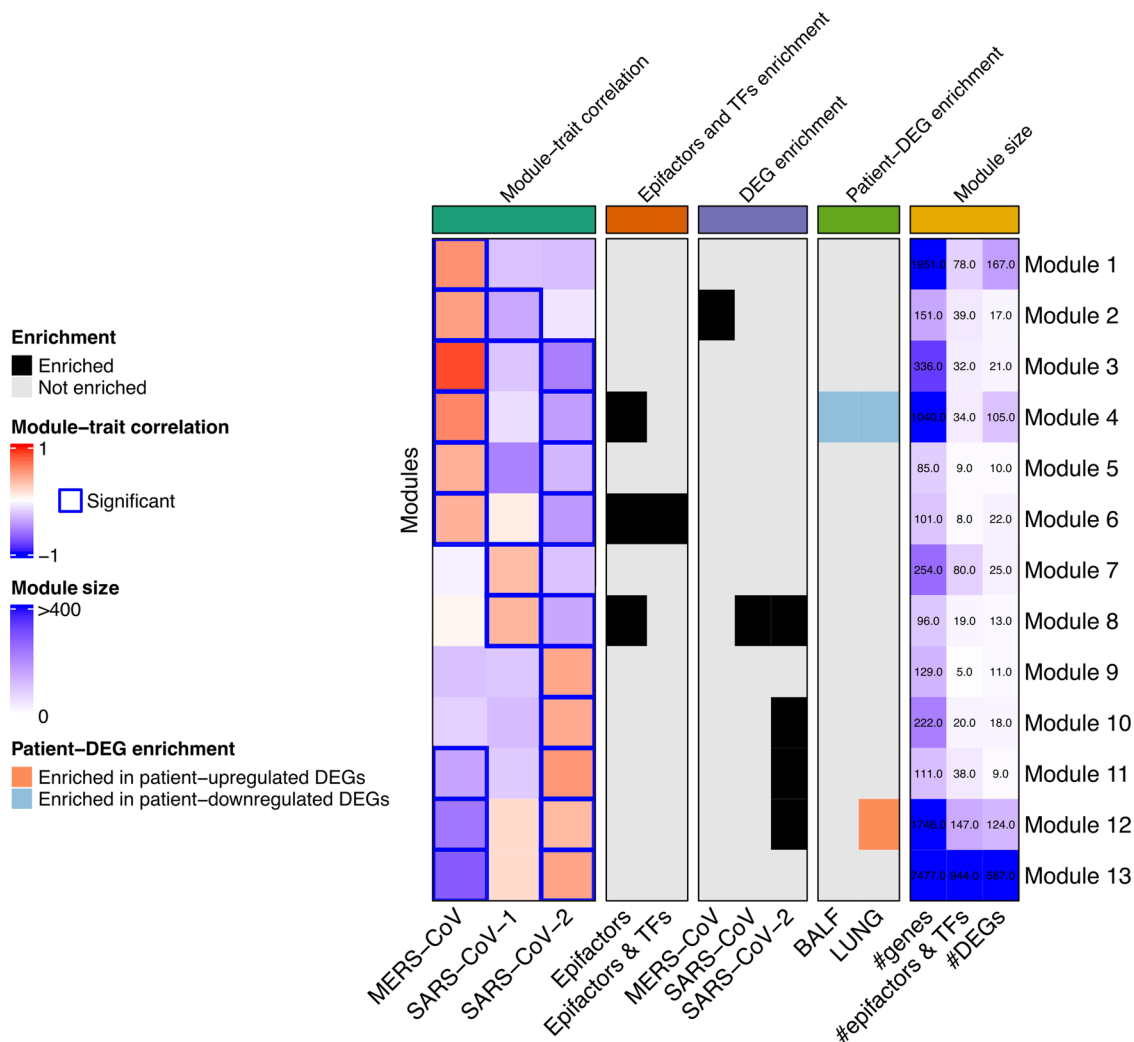 Module−trait correlation
Epifactors and TFs enrichment
DEG enrichment
Patient−DEG enrichment
Module size
Enrichment
Enriched
Not enriched
Module−trait correlation
1
Significant
−1
Module size
>400
0
Patient−DEG enrichment
Enriched in patient−upregulated DEGs
Enriched in patient−downregulated DEGs
Modules
78.0 167.0 Module 1
151.0 39.0 17.0 Module 2
336.0 32.0 21.0 Module 3
1040.0 34.0 105.0 Module 4
85.0 9.0 10.0 Module 5
101.0 8.0 22.0 Module 6
254.0 80.0 25.0 Module 7
96.0 19.0 13.0 Module 8
129.0 5.0 11.0 Module 9
222.0 20.0 18.0 Module 10
111.0 38.0 9.0 Module 11
1746.0 147.0 124.0 Module 12
7477.0 944.0 587.0 Module 13
MERS−CoV
SARS−CoV−1
SARS−CoV−2
Epifactors
Epifactors & TFs
MERS−CoV
SARS−CoV
SARS−CoV−2
BALF
LUNG
#genes
#epifactors & TFs
#DEGs